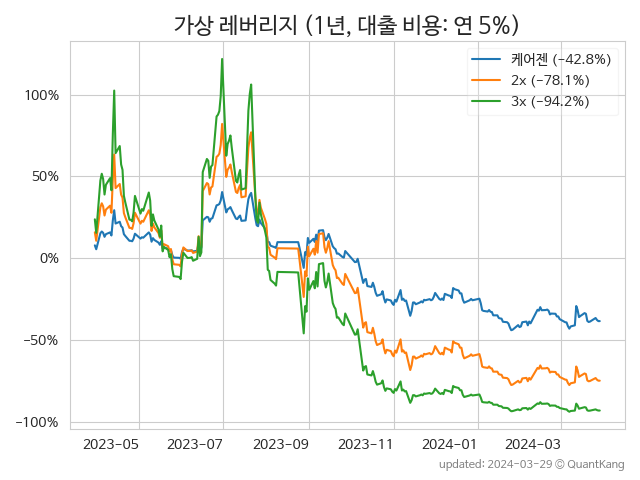 가상 레버리지 (1년, 대출 비용: 연 5%)
케어젠 (−42.8%)
2x (−78.1%)
3x (−94.2%)
100%
50%
0%
−50%
−100%
2023-05 2023-07 2023-09 2023-11 2024-01 2024-03
updated: 2024-03-29 © QuantKang